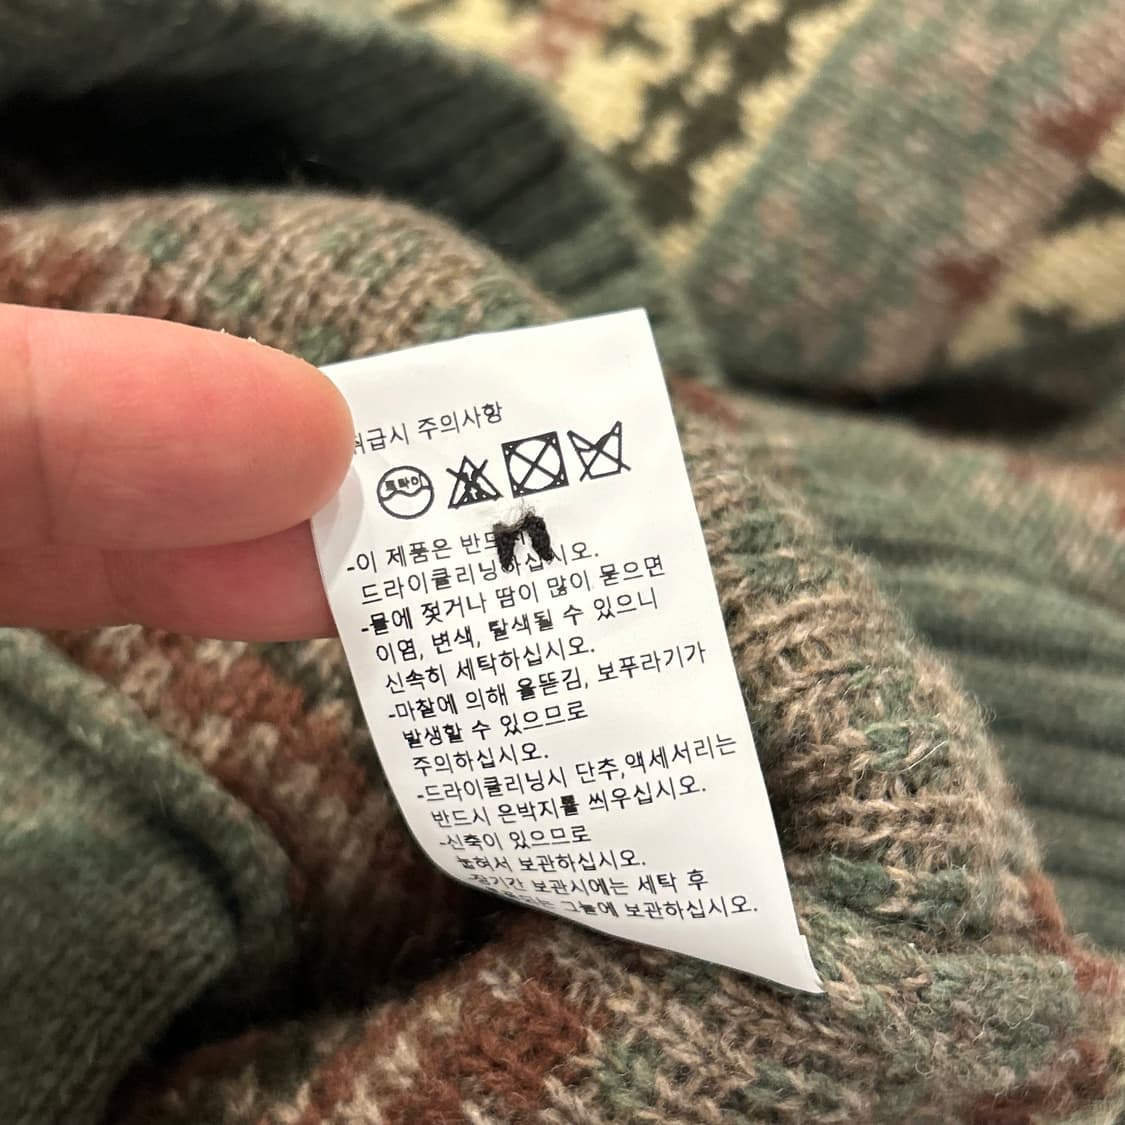 취급시 주의사항
드라이
-이 제품은 반드시
드라이클리닝하십시오.
-물에 젖거나 땀이 많이 묻으면
이염, 변색, 탈색될 수 있으니
신속히 세탁하십시오.
-마찰에 의해 올뜯김, 보푸라기가
발생할 수 있으므로
주의하십시오.
-드라이클리닝시 단추,액세서리는
반드시 은박지를 씌우십시오.
-신축이 있으므로
눕혀서 보관하십시오.
-장기간 보관시에는 세탁 후
그늘에 보관하십시오.